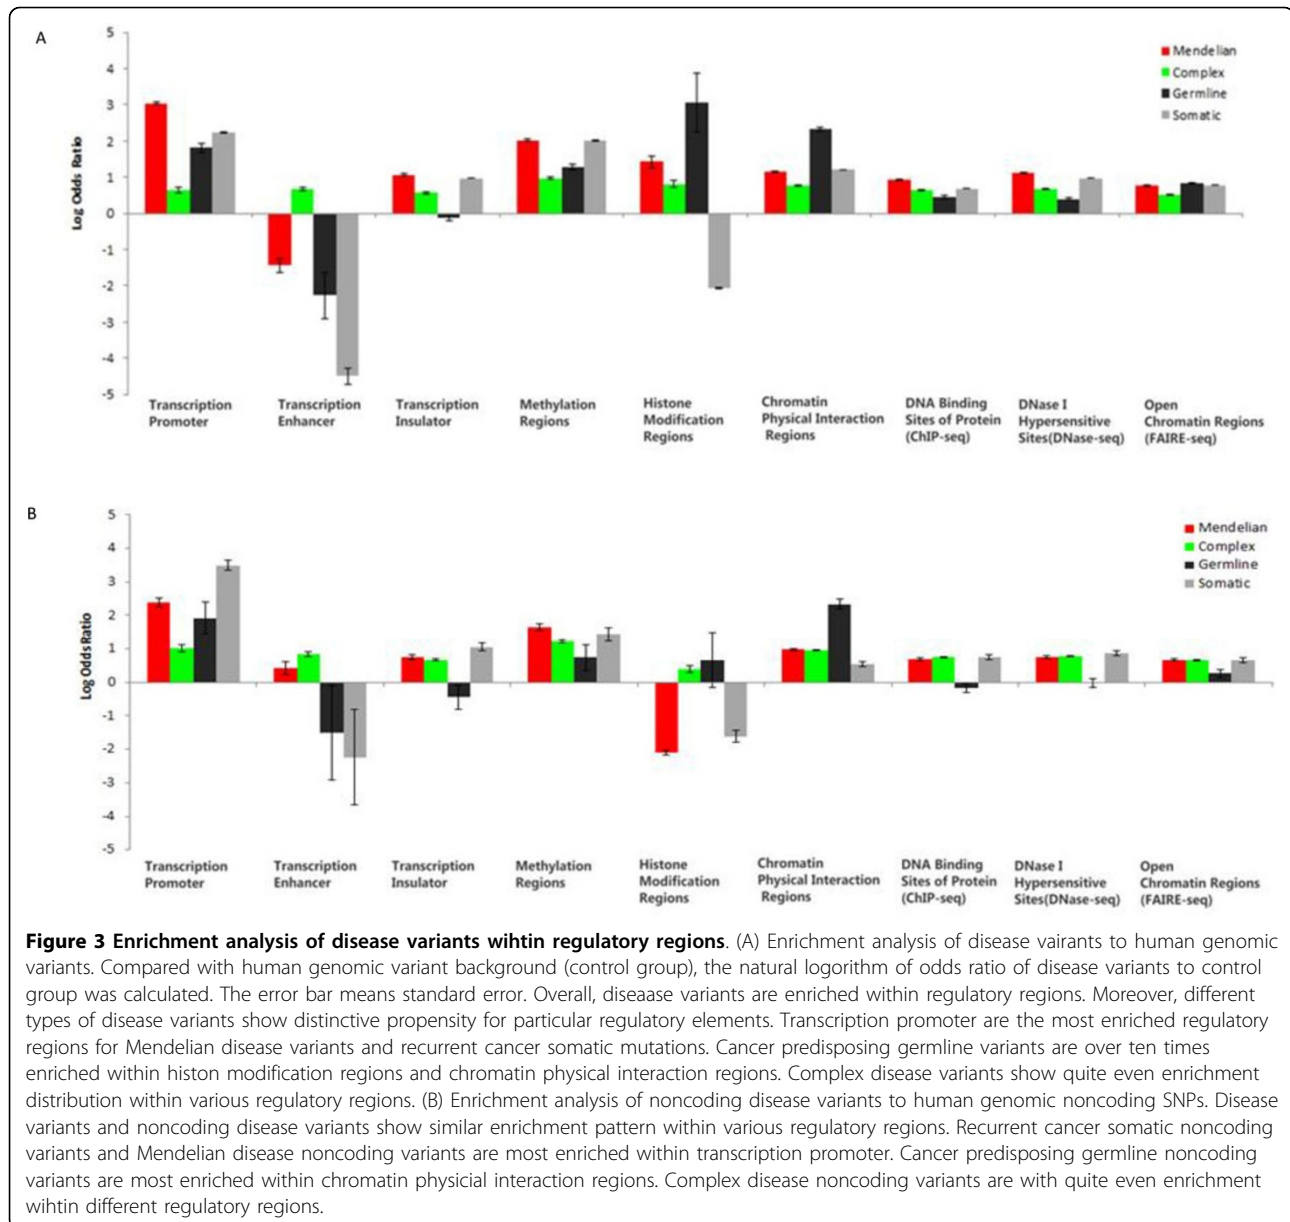 A
5
4
3
2
1
0
-1
-2
-3
-4
-5
Log Odds Ratio
Mendelian
Complex
Germline
Somatic
Transcription
Promoter
Transcription
Enhancer
Transcription
Insulator
Methylation
Regions
Histone
Modification
Regions
Chromatin
Physical Interaction
Regions
DNA Binding
Sites of Protein
(ChIP-seq)
DNase I
Hypersensitive
Sites(DNase-seq)
Open
Chromatin Regions
(FAIRE-seq)
B
5
4
3
2
1
0
-1
-2
-3
-4
-5
Log Odds Ratio
Mendelian
Complex
Germline
Somatic
Transcription
Promoter
Transcription
Enhancer
Transcription
Insulator
Methylation
Regions
Histone
Modification
Regions
Chromatin
Physical Interaction
Regions
DNA Binding
Sites of Protein
(ChIP-seq)
DNase I
Hypersensitive
Sites(DNase-seq)
Open
Chromatin Regions
(FAIRE-seq)
Figure 3 Enrichment analysis of disease variants wihtin regulatory regions. (A) Enrichment analysis of disease vairants to human genomic
variants. Compared with human genomic variant background (control group), the natural logorithm of odds ratio of disease variants to control
group was calculated. The error bar means standard error. Overall, diseaase variants are enriched within regulatory regions. Moreover, different
types of disease variants show distinctive propensity for particular regulatory elements. Transcription promoter are the most enriched regulatory
regions for Mendelian disease variants and recurrent cancer somatic mutations. Cancer predisposing germline variants are over ten times
enriched within histon modification regions and chromatin physical interaction regions. Complex disease variants show quite even enrichment
distribution within various regulatory regions. (B) Enrichment analysis of noncoding disease variants to human genomic noncoding SNPs. Disease
variants and noncoding disease variants show similar enrichment pattern within various regulatory regions. Recurrent cancer somatic noncoding
variants and Mendelian disease noncoding variants are most enriched within transcription promoter. Cancer predisposing germline noncoding
variants are most enriched within chromatin physicial interaction regions. Complex disease noncoding variants are with quite even enrichment
wihtin different regulatory regions.